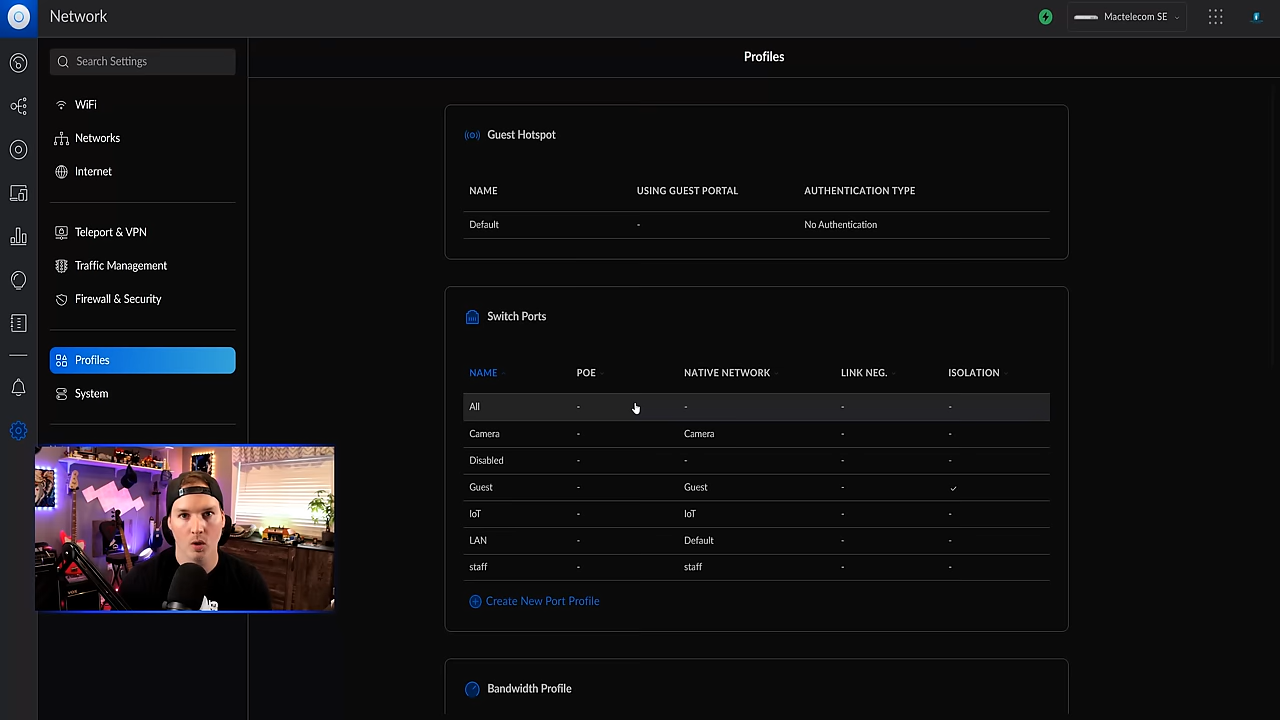 Network
Mactelecom SE
Search Settings
WiFi
Networks
Internet
Teleport & VPN
Traffic Management
Firewall & Security
Profiles
System
Profiles
Guest Hotspot
NAME USING GUEST PORTAL AUTHENTICATION TYPE
Default - No Authentication
Switch Ports
NAME POE NATIVE NETWORK LINK NEG. ISOLATION
All - - - -
Camera - Camera - -
Disabled - - - -
Guest - Guest -
IoT - IoT - -
LAN - Default - -
staff - staff - -
Create New Port Profile
Bandwidth Profile